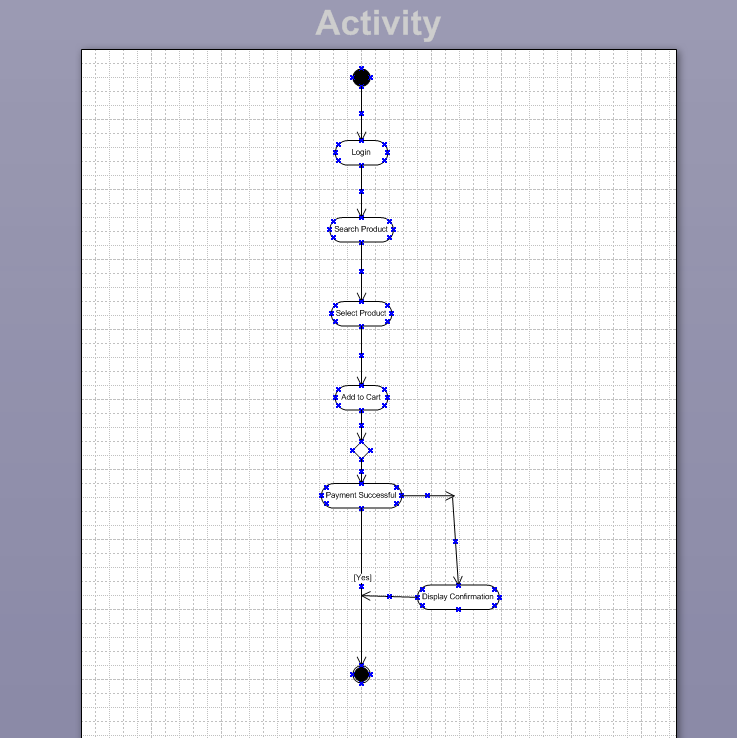 Activity
Login
Search Product
Select Product
Add to Cart
Payment Successful
[Yes]
Display Confirmation